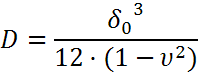 D = δ₀³ / (12 · (1 − υ²))